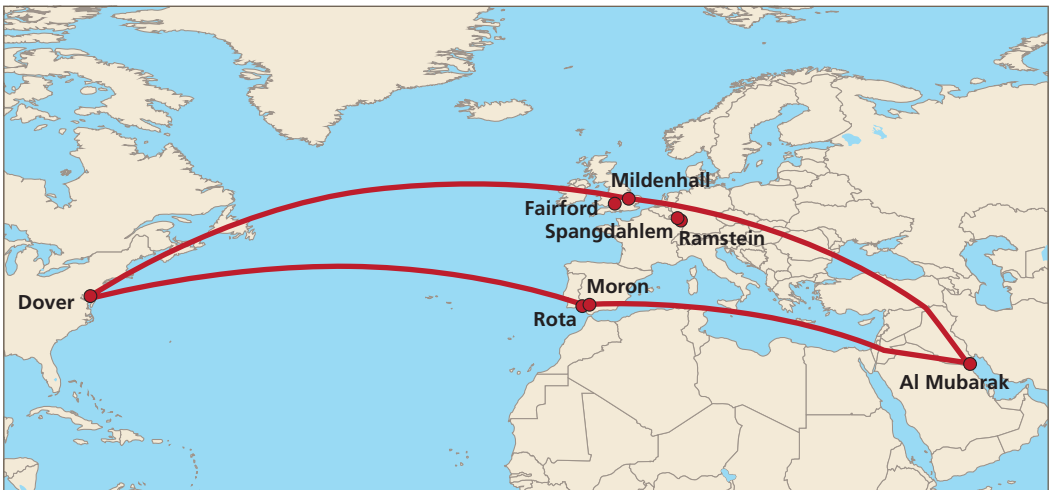 Mildenhall
Fairford
Spangdahlem
Ramstein
Dover
Moron
Rota
Al Mubarak